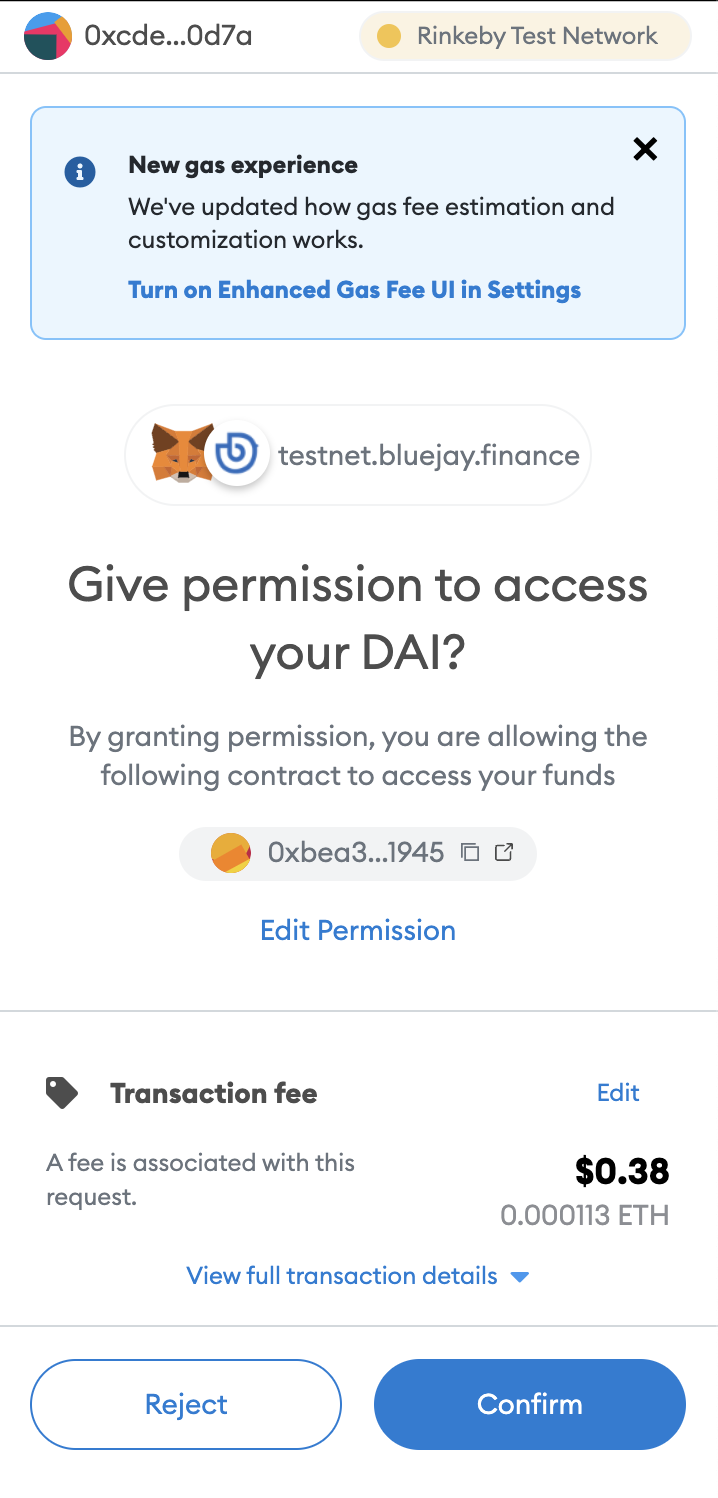 0xcde...0d7a
Rinkeby Test Network
New gas experience
We've updated how gas fee estimation and
customization works.
Turn on Enhanced Gas Fee UI in Settings
testnet.bluejay.finance
Give permission to access
your DAI?
By granting permission, you are allowing the
following contract to access your funds
0xbea3...1945
Edit Permission
Transaction fee
Edit
A fee is associated with this
request.
$0.38
0.000113 ETH
View full transaction details
Reject
Confirm